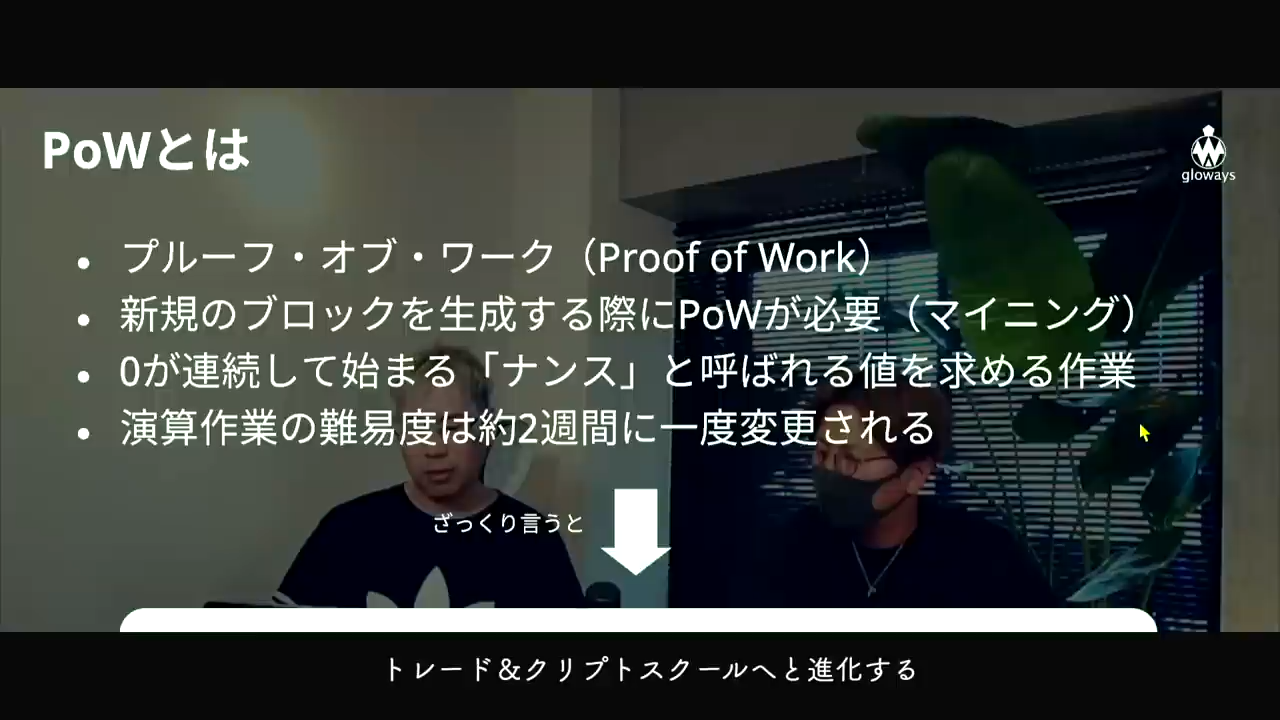 PoWとは
gloways
プルーフ・オブ・ワーク（Proof of Work）
新規のブロックを生成する際にPoWが必要（マイニング）
0が連続して始まる「ナンス」と呼ばれる値を求める作業
演算作業の難易度は約2週間に一度変更される
ざっくり言うと
トレード＆クリプトスクールへと進化する